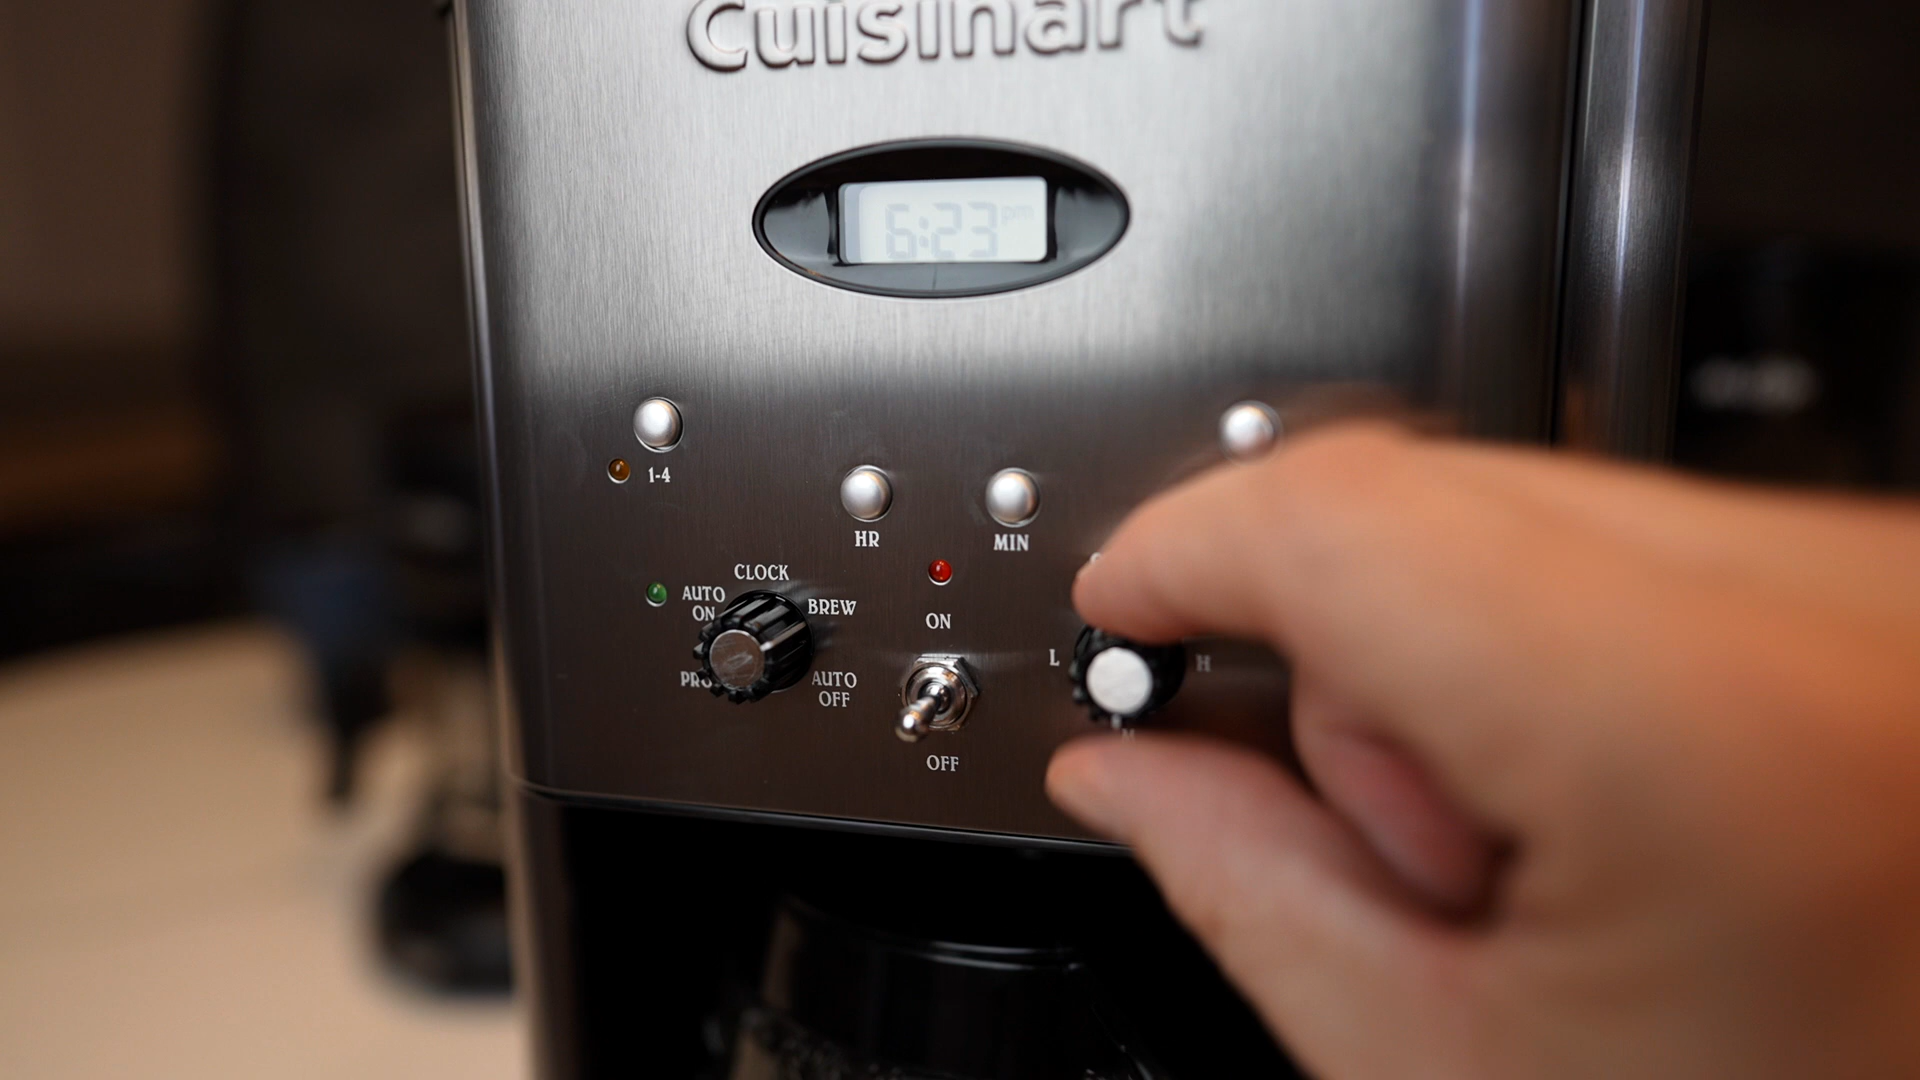 Cuisinart
6:23 pm
1-4
HR
MIN
CLOCK
AUTO
ON
BREW
ON
L
H
AUTO
OFF
OFF